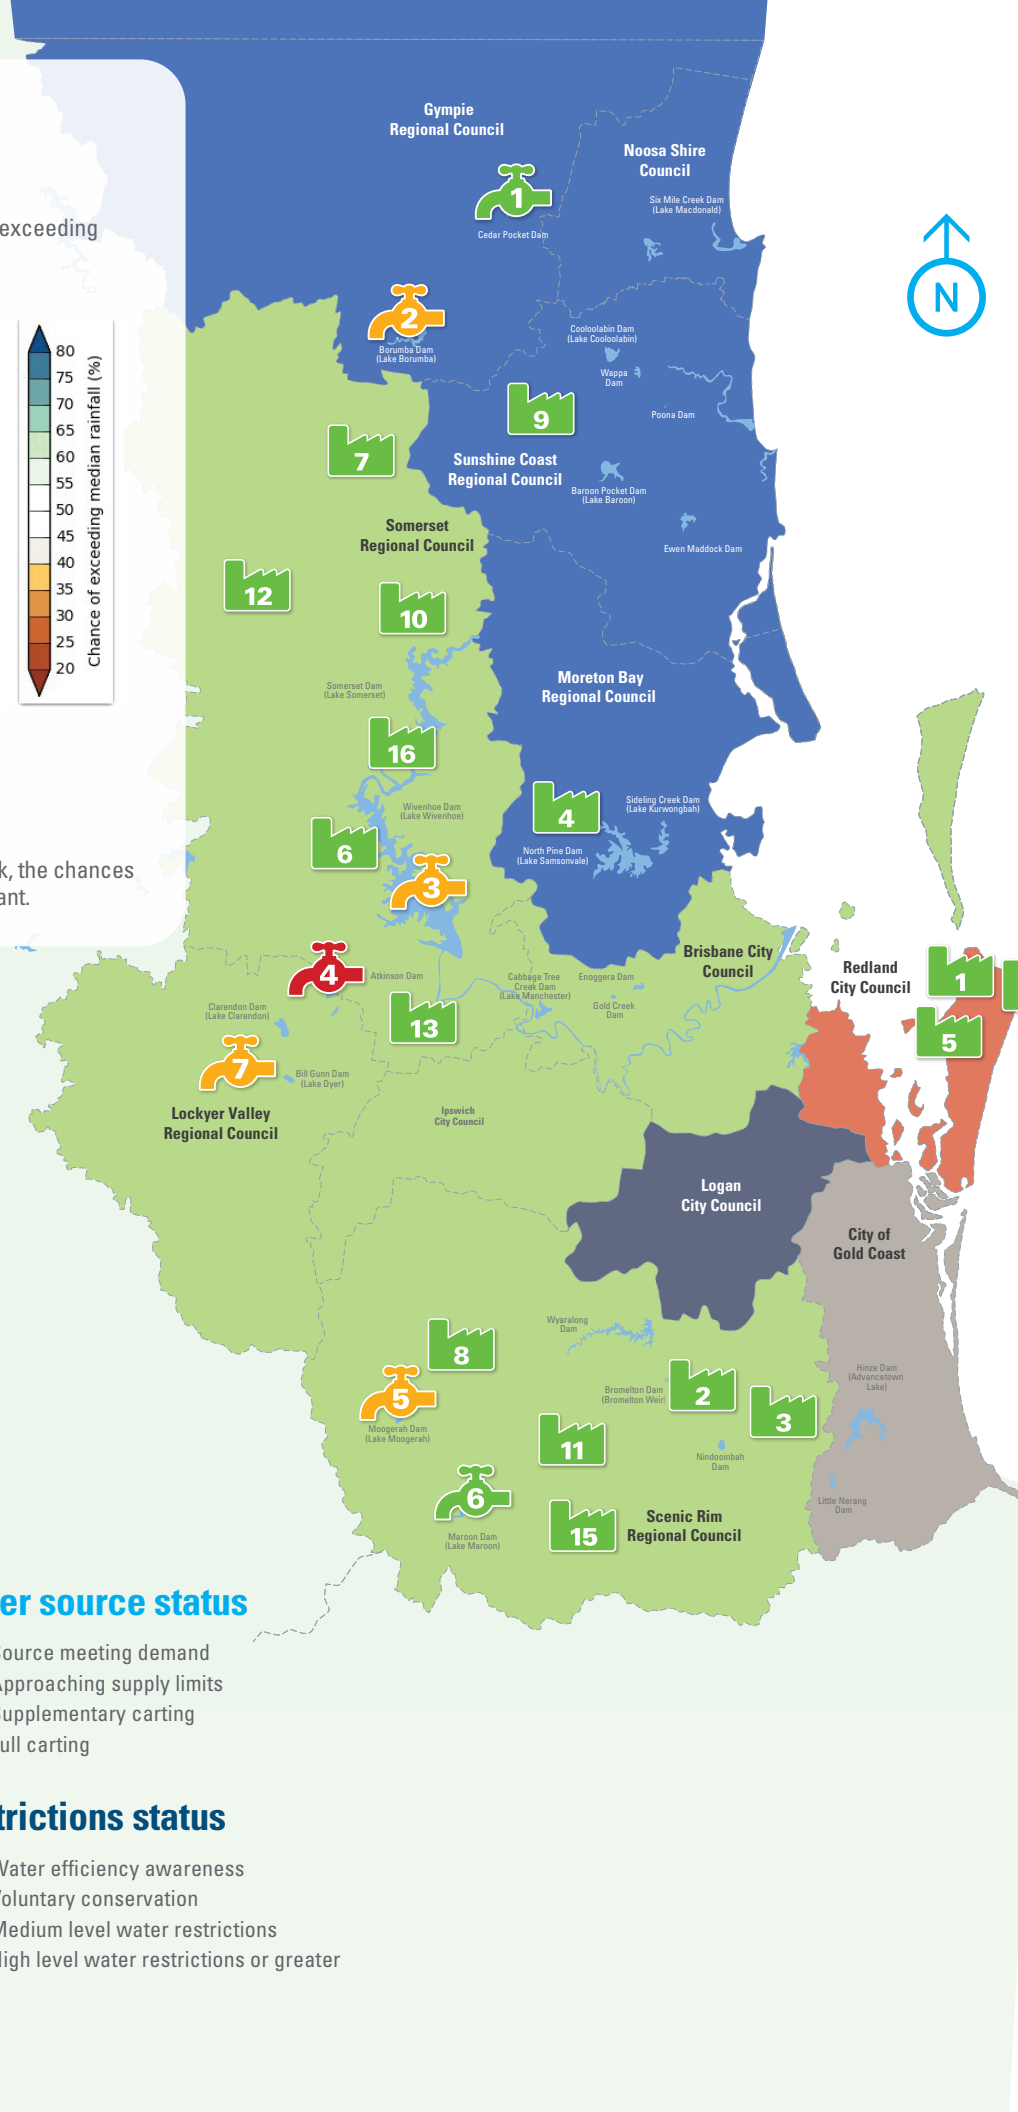 Gympie
Regional Council
Noosa Shire
Council
1
Six Mile Creek Dam
(Lake Macdonald)
exceeding
Cedar Pocket Dam
N
2
Borumba Dam
(Lake Borumba)
Cooloolabin Dam
(Lake Cooloolabin)
Wappa
Dam
80
75
70
65
60
55
50
45
40
35
30
25
20
Chance of exceeding median rainfall (%)
9
Poona Dam
7
Sunshine Coast
Regional Council
Baroon Pocket Dam
(Lake Baroon)
Somerset
Regional Council
Ewen Maddock Dam
12
10
Moreton Bay
Regional Council
Somerset Dam
(Lake Somerset)
16
Wivenhoe Dam
(Lake Wivenhoe)
4
Sideling Creek Dam
(Lake Kurwongbah)
North Pine Dam
(Lake Samsonvale)
6
k, the chances
ant.
3
Brisbane City
Council
Redland
City Council
1
5
4
Atkinson Dam
Cabbage Tree
Creek Dam
(Lake Manchester)
Enoggera Dam
Gold Creek
Dam
Clarendon Dam
(Lake Clarendon)
13
7
Bill Gunn Dam
(Lake Dyer)
Lockyer Valley
Regional Council
Ipswich
City Council
Logan
City Council
City of
Gold Coast
Wyaralong
Dam
8
5
Moogerah Dam
(Lake Moogerah)
Bromelton Dam
(Bromelton Weir)
2
3
Hinze Dam
(Advancetown
Lake)
11
Nindooinbah
Dam
6
Maroon Dam
(Lake Maroon)
15
Scenic Rim
Regional Council
Little Nerang
Dam
er source status
Source meeting demand
Approaching supply limits
Supplementary carting
ull carting
trictions status
Water efficiency awareness
Voluntary conservation
Medium level water restrictions
High level water restrictions or greater